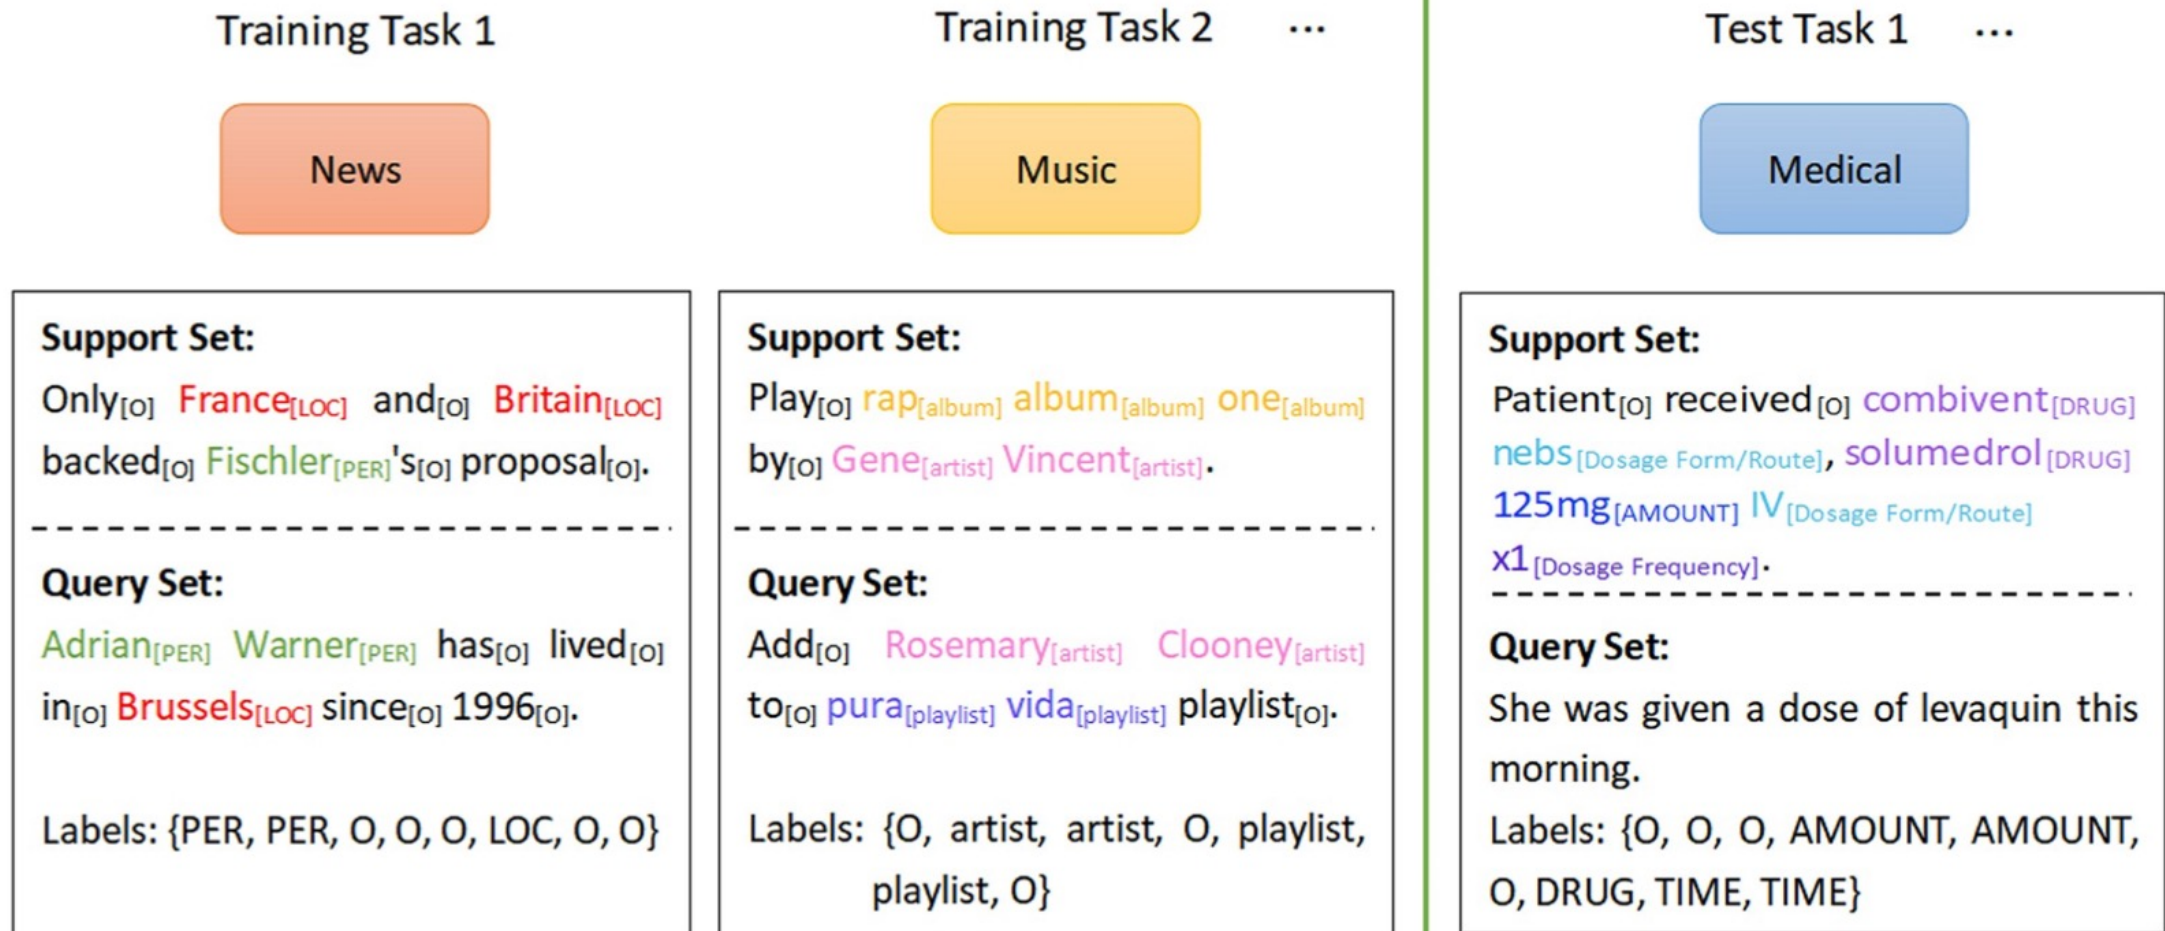 Training Task 1
Training Task 2 ...
Test Task 1 ...
News
Music
Medical
Support Set:
Only[O] France[LOC] and[O] Britain[LOC]
backed[O] Fischler[PER]'s[O] proposal[O].
Query Set:
Adrian[PER] Warner[PER] has[O] lived[O]
in[O] Brussels[LOC] since[O] 1996[O].
Labels: {PER, PER, O, O, O, LOC, O, O}
Support Set:
Play[O] rap[album] album[album] one[album]
by[O] Gene[artist] Vincent[artist].
Query Set:
Add[O] Rosemary[artist] Clooney[artist]
to[O] pura[playlist] vida[playlist] playlist[O].
Labels: {O, artist, artist, O, playlist,
playlist, O}
Support Set:
Patient[O] received[O] combivent[DRUG]
nebs[Dosage Form/Route], solumedrol[DRUG]
125mg[AMOUNT] IV[Dosage Form/Route]
x1[Dosage Frequency].
Query Set:
She was given a dose of levaquin this
morning.
Labels: {O, O, O, AMOUNT, AMOUNT,
O, DRUG, TIME, TIME}